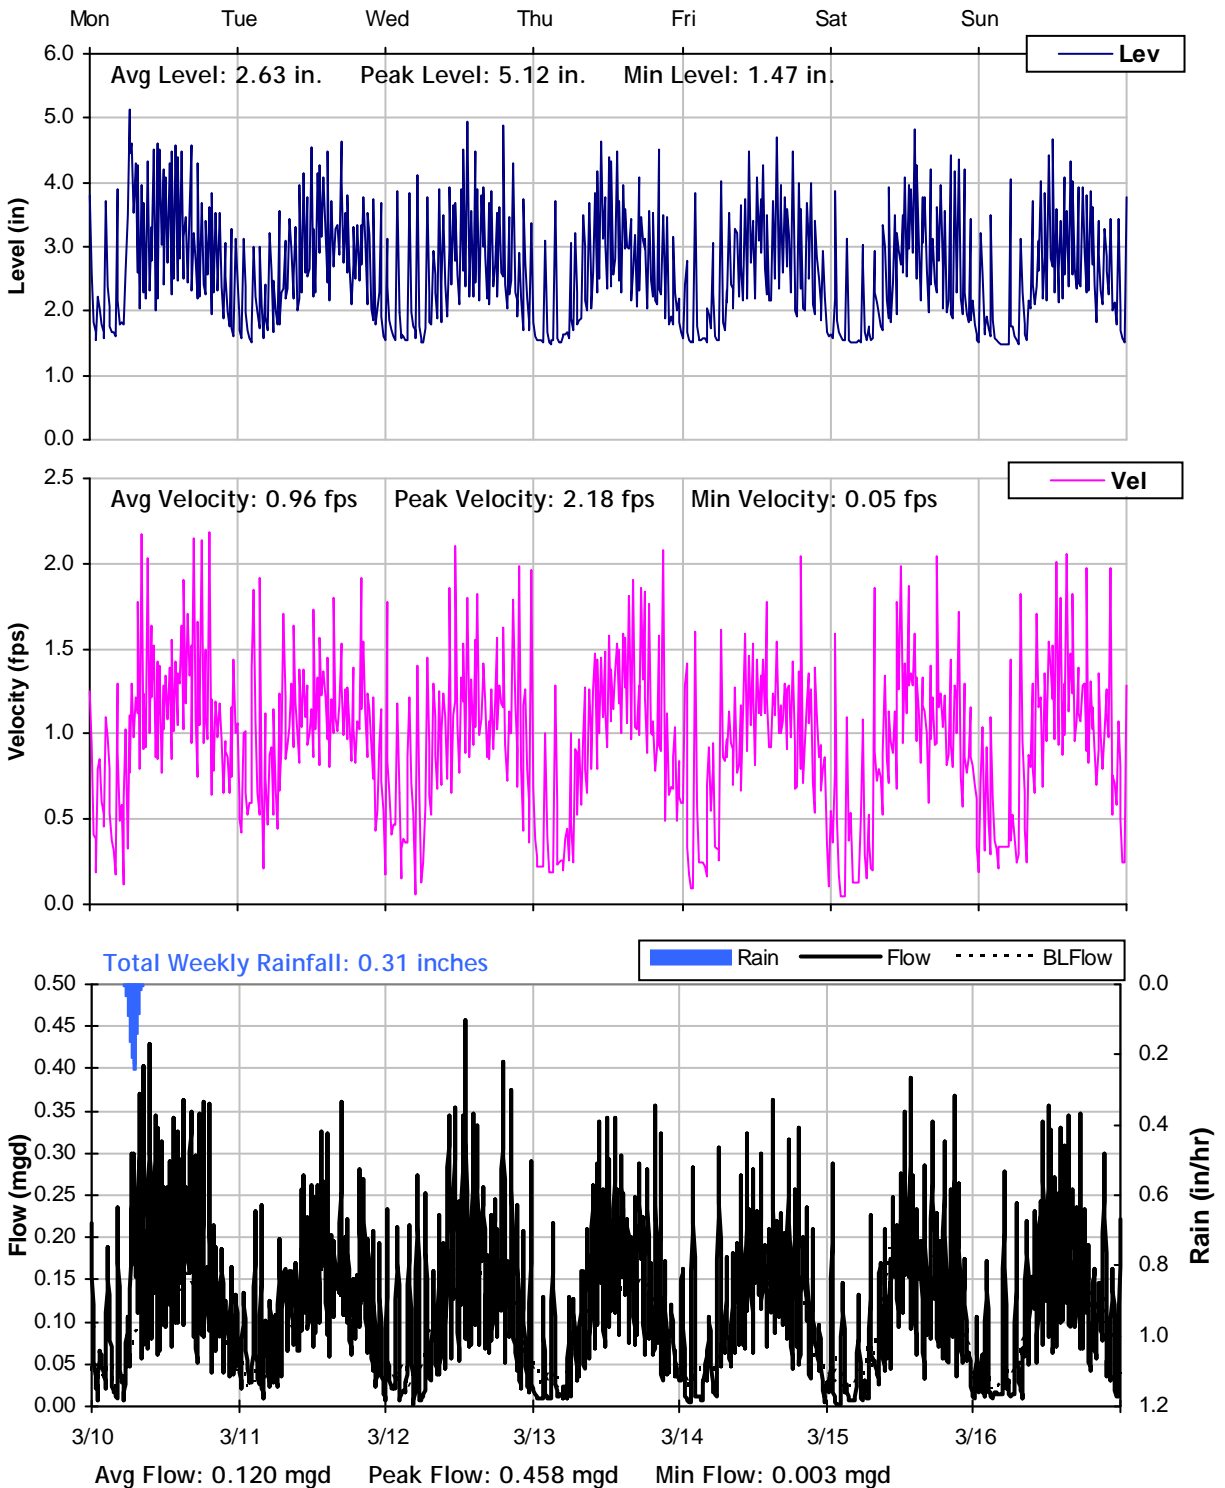 Mon Tue Wed Thu Fri Sat Sun
6.0
5.0
4.0
3.0
2.0
1.0
0.0
Level (in)
Avg Level: 2.63 in. Peak Level: 5.12 in. Min Level: 1.47 in.
Lev
2.5
2.0
1.5
1.0
0.5
0.0
Velocity (fps)
Avg Velocity: 0.96 fps Peak Velocity: 2.18 fps Min Velocity: 0.05 fps
Vel
Total Weekly Rainfall: 0.31 inches
Rain Flow BLFlow
0.50
0.45
0.40
0.35
0.30
0.25
0.20
0.15
0.10
0.05
0.00
Flow (mgd)
0.0
0.2
0.4
0.6
0.8
1.0
1.2
Rain (in/hr)
3/10 3/11 3/12 3/13 3/14 3/15 3/16
Avg Flow: 0.120 mgd Peak Flow: 0.458 mgd Min Flow: 0.003 mgd